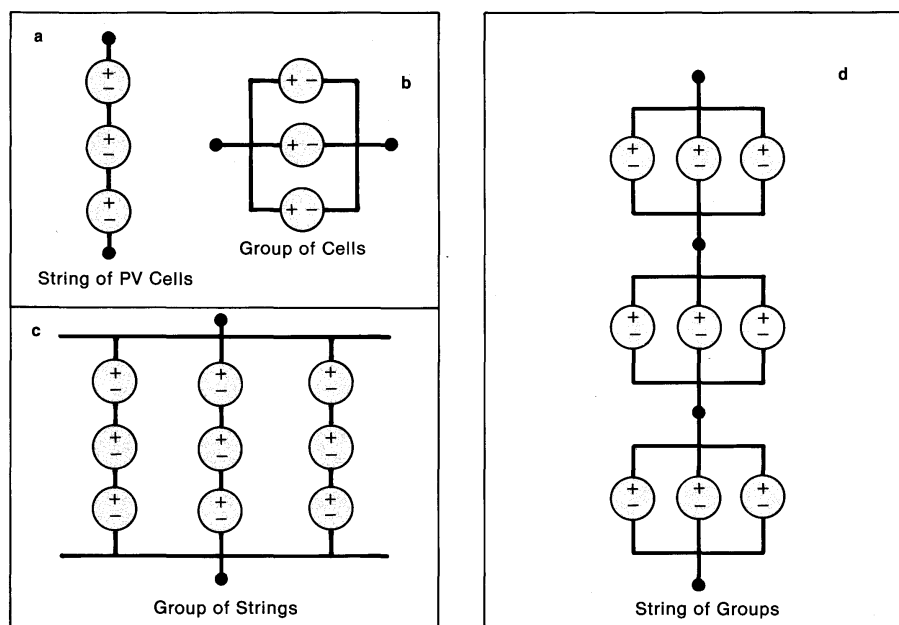 a
+
−
+
−
+
−
String of PV Cells
b
+ −
+ −
+ −
Group of Cells
c
+ + +
− − −
+ + +
− − −
+ + +
− − −
Group of Strings
d
+ + +
− − −
+ + +
− − −
+ + +
− − −
String of Groups